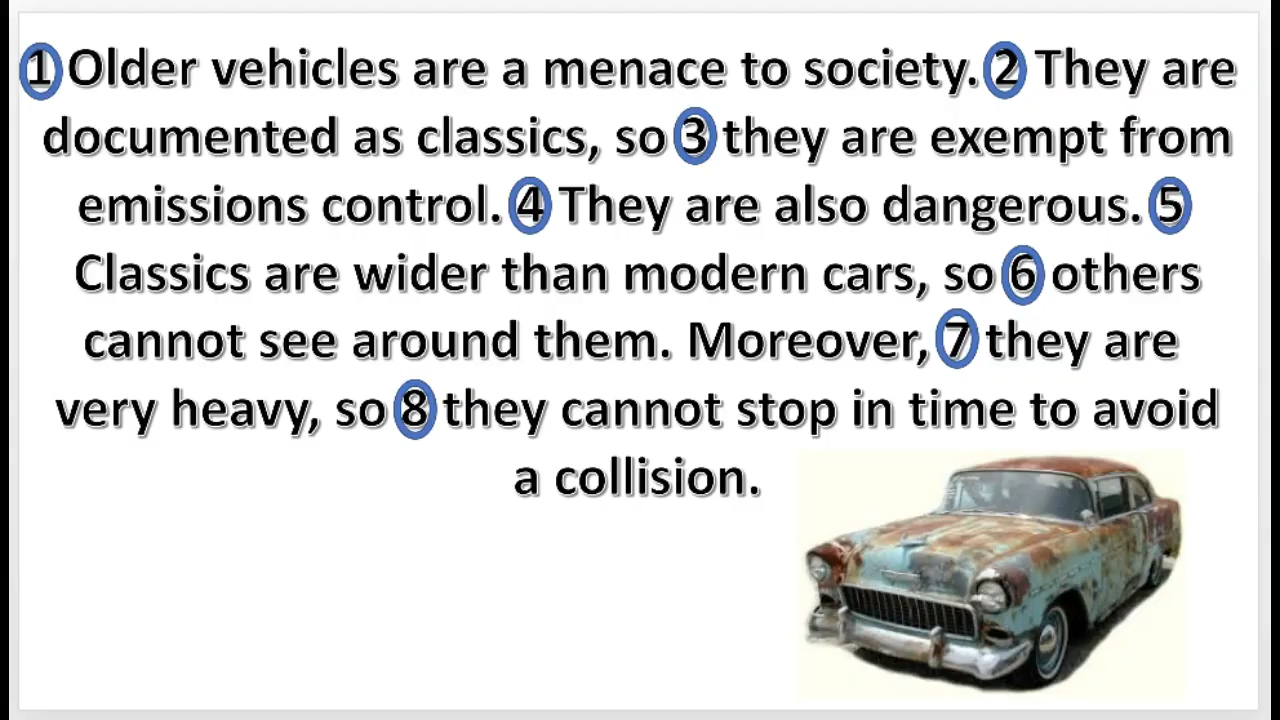 1 Older vehicles are a menace to society. 2 They are
documented as classics, so 3 they are exempt from
emissions control. 4 They are also dangerous. 5
Classics are wider than modern cars, so 6 others
cannot see around them. Moreover, 7 they are
very heavy, so 8 they cannot stop in time to avoid
a collision.